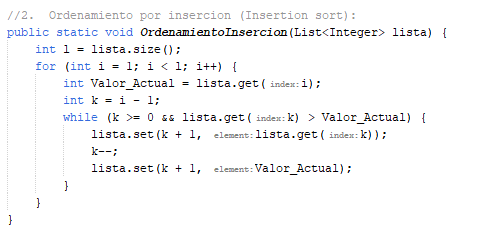 //2.  Ordenamiento por insercion (Insertion sort):
public static void OrdenamientoInsercion(List<Integer> lista) {
    int l = lista.size();
    for (int i = 1; i < l; i++) {
        int Valor_Actual = lista.get( index: i);
        int k = i - 1;
        while (k >= 0 && lista.get( index: k) > Valor_Actual) {
            lista.set(k + 1,  element: lista.get( index: k));
            k--;
            lista.set(k + 1,  element: Valor_Actual);
        }
    }
}